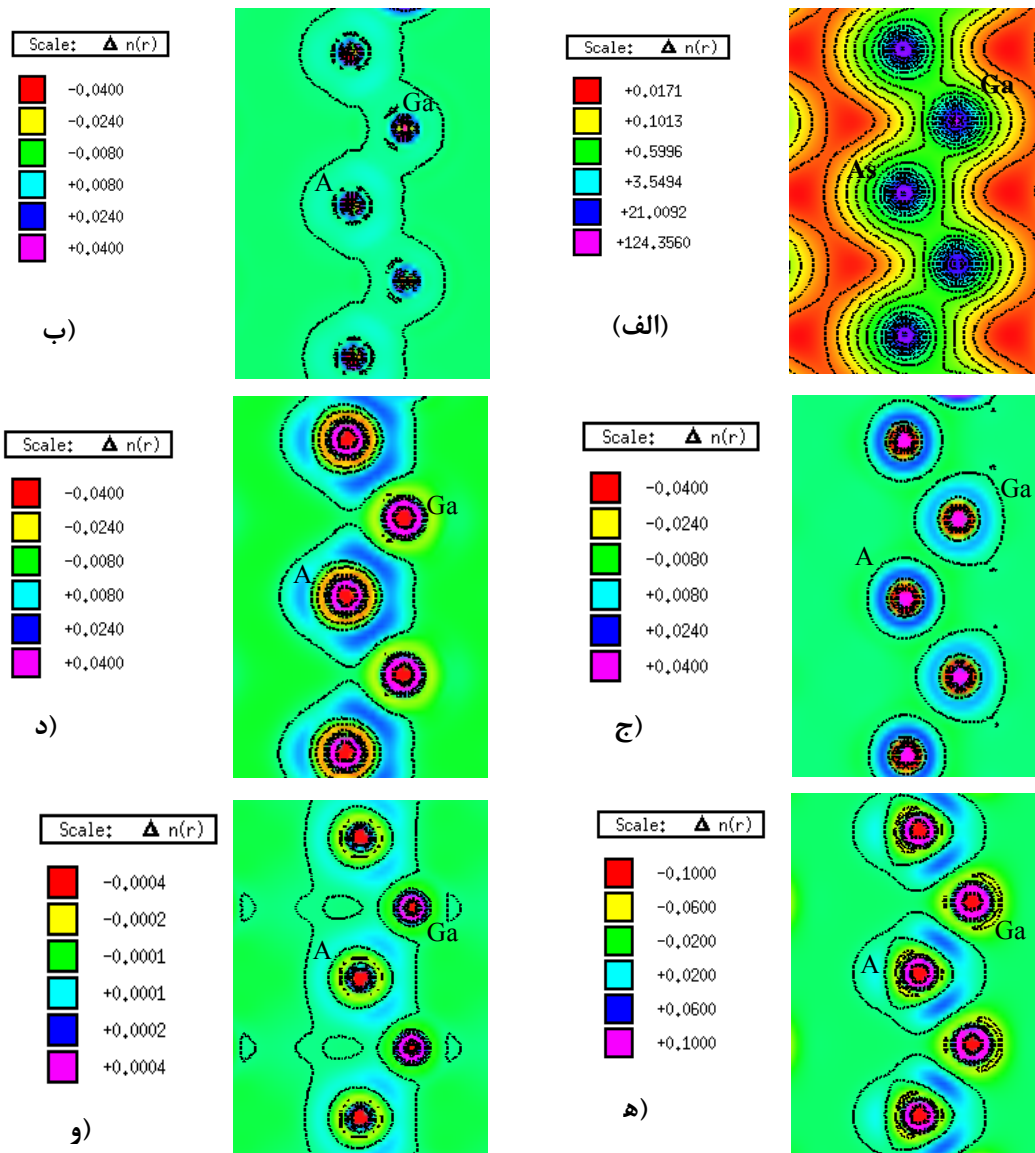 Scale: Δ n(r)
+0.0171
+0.1013
+0.5996
+3.5494
+21.0092
+124.3560
Ga
As
(الف)
Scale: Δ n(r)
-0.0400
-0.0240
-0.0080
+0.0080
+0.0240
+0.0400
Ga
A
(ب
Scale: Δ n(r)
-0.0400
-0.0240
-0.0080
+0.0080
+0.0240
+0.0400
Ga
A
(ج
Scale: Δ n(r)
-0.0400
-0.0240
-0.0080
+0.0080
+0.0240
+0.0400
Ga
A
(د
Scale: Δ n(r)
-0.1000
-0.0600
-0.0200
+0.0200
+0.0600
+0.1000
Ga
A
(ه
Scale: Δ n(r)
-0.0004
-0.0002
-0.0001
+0.0001
+0.0002
+0.0004
Ga
A
(و